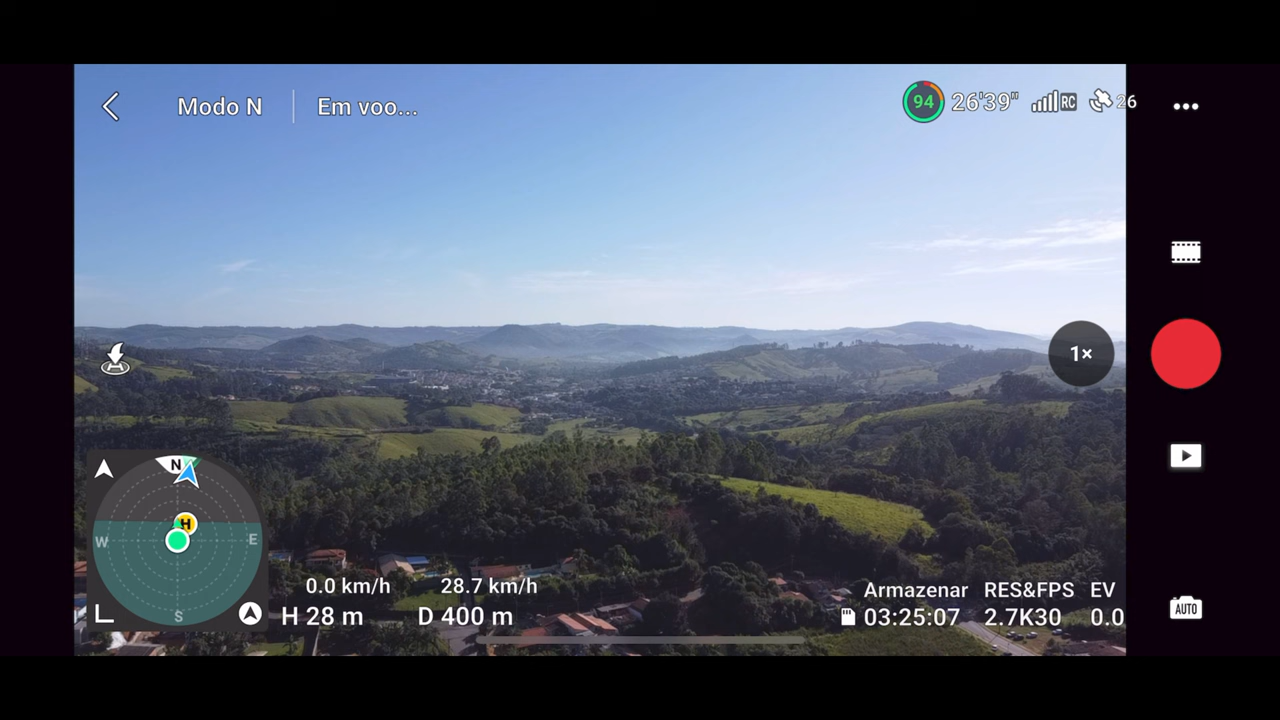 Modo N
Em voo...
94
26'39"
RC
26
1×
N
H
W
E
S
0.0 km/h
28.7 km/h
H 28 m
D 400 m
Armazenar
RES&FPS
EV
03:25:07
2.7K30
0.0
AUTO